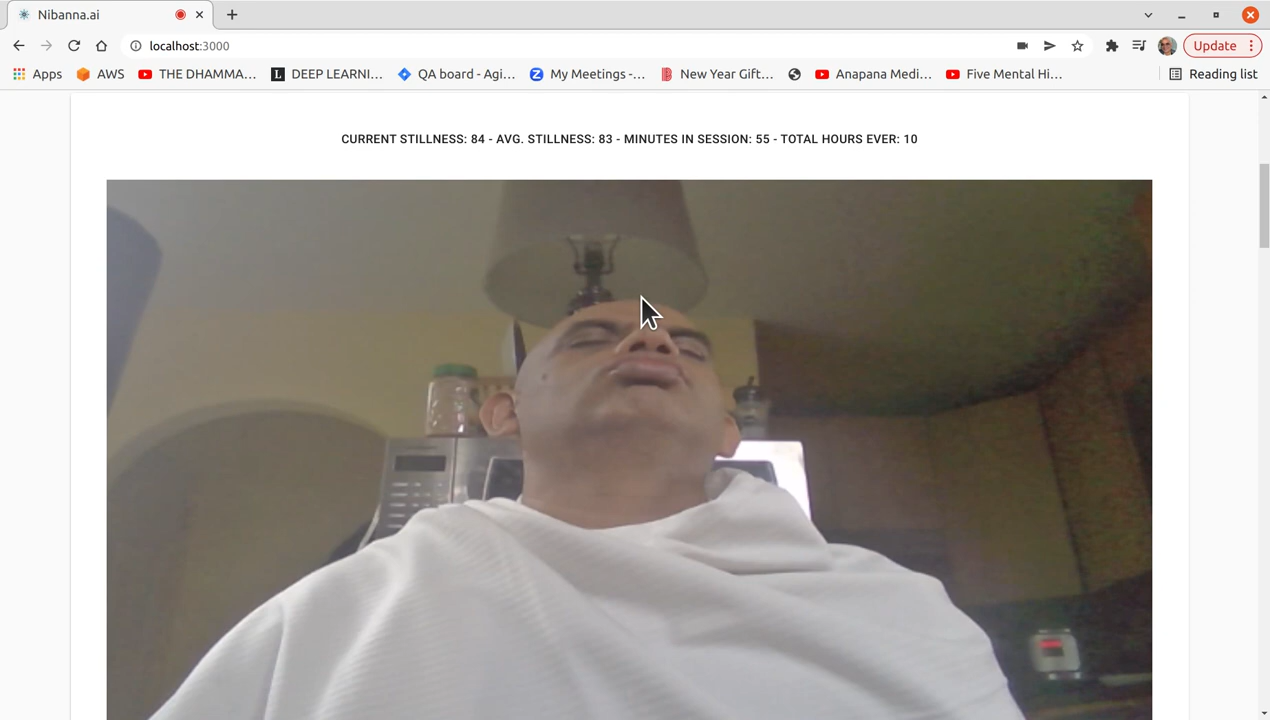 Nibanna.ai
localhost:3000
Update
Apps
AWS
THE DHAMMA...
L
DEEP LEARNI...
QA board - Agi...
Z
My Meetings -...
B
New Year Gift...
Anapana Medi...
Five Mental Hi...
Reading list
CURRENT STILLNESS: 84 - AVG. STILLNESS: 83 - MINUTES IN SESSION: 55 - TOTAL HOURS EVER: 10